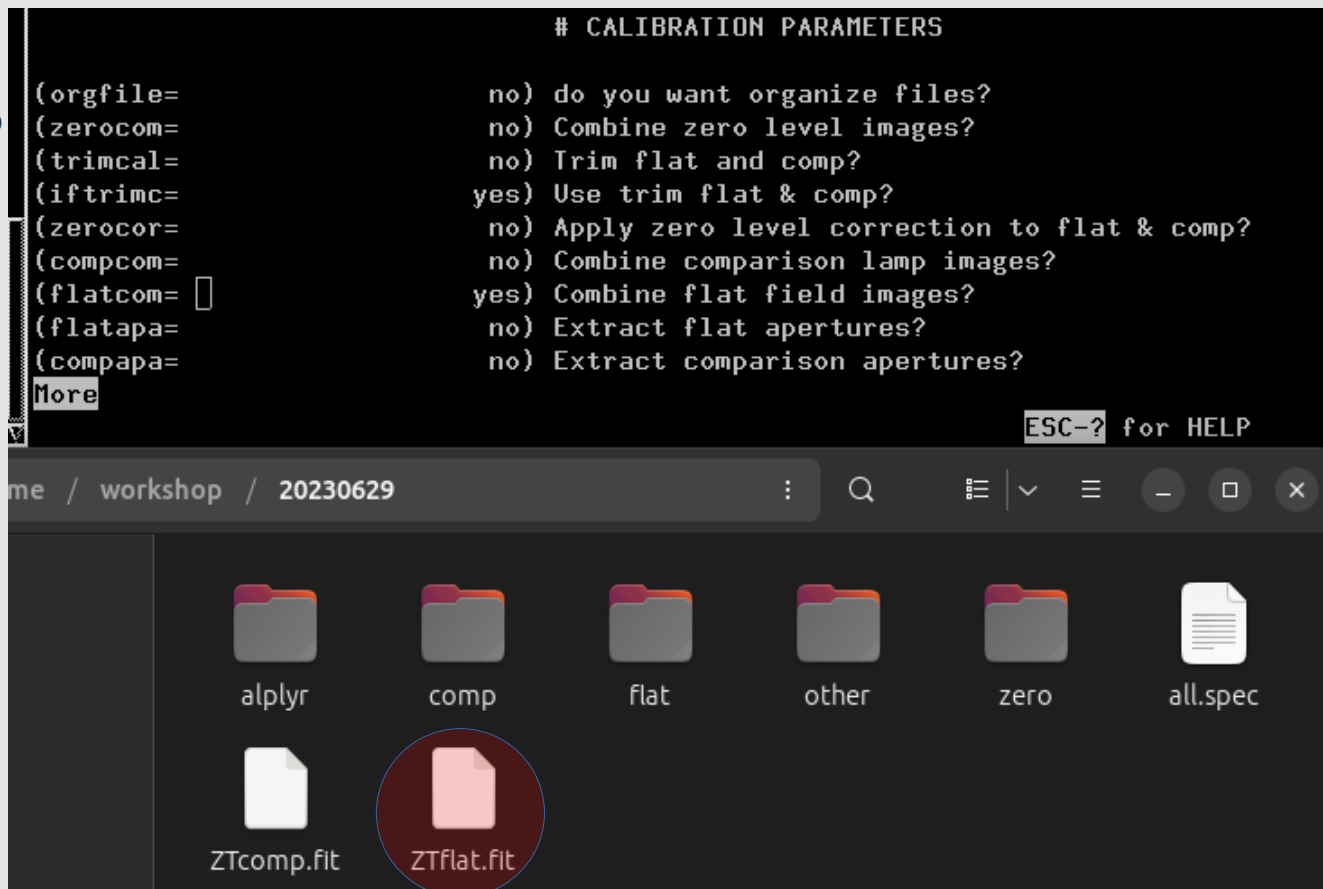 # CALIBRATION PARAMETERS
(orgfile= no) do you want organize files?
(zerocom= no) Combine zero level images?
(trimcal= no) Trim flat and comp?
(iftrimc= yes) Use trim flat & comp?
(zerocor= no) Apply zero level correction to flat & comp?
(compcom= no) Combine comparison lamp images?
(flatcom= yes) Combine flat field images?
(flatapa= no) Extract flat apertures?
(compapa= no) Extract comparison apertures?
More
ESC-? for HELP
me / workshop / 20230629
alplyr comp flat other zero all.spec
ZTcomp.fit ZTflat.fit